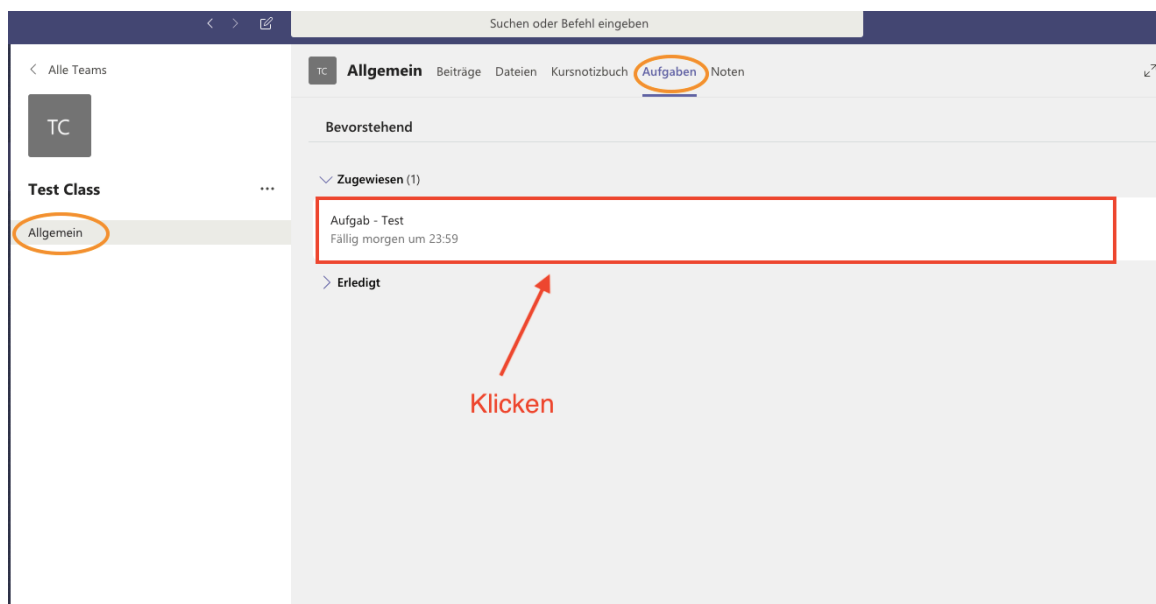 Suchen oder Befehl eingeben
Alle Teams
TC
Test Class
...
Allgemein
TC Allgemein Beiträge Dateien Kursnotizbuch Aufgaben Noten
Bevorstehend
Zugewiesen (1)
Aufgab - Test
Fällig morgen um 23:59
Erledigt
Klicken